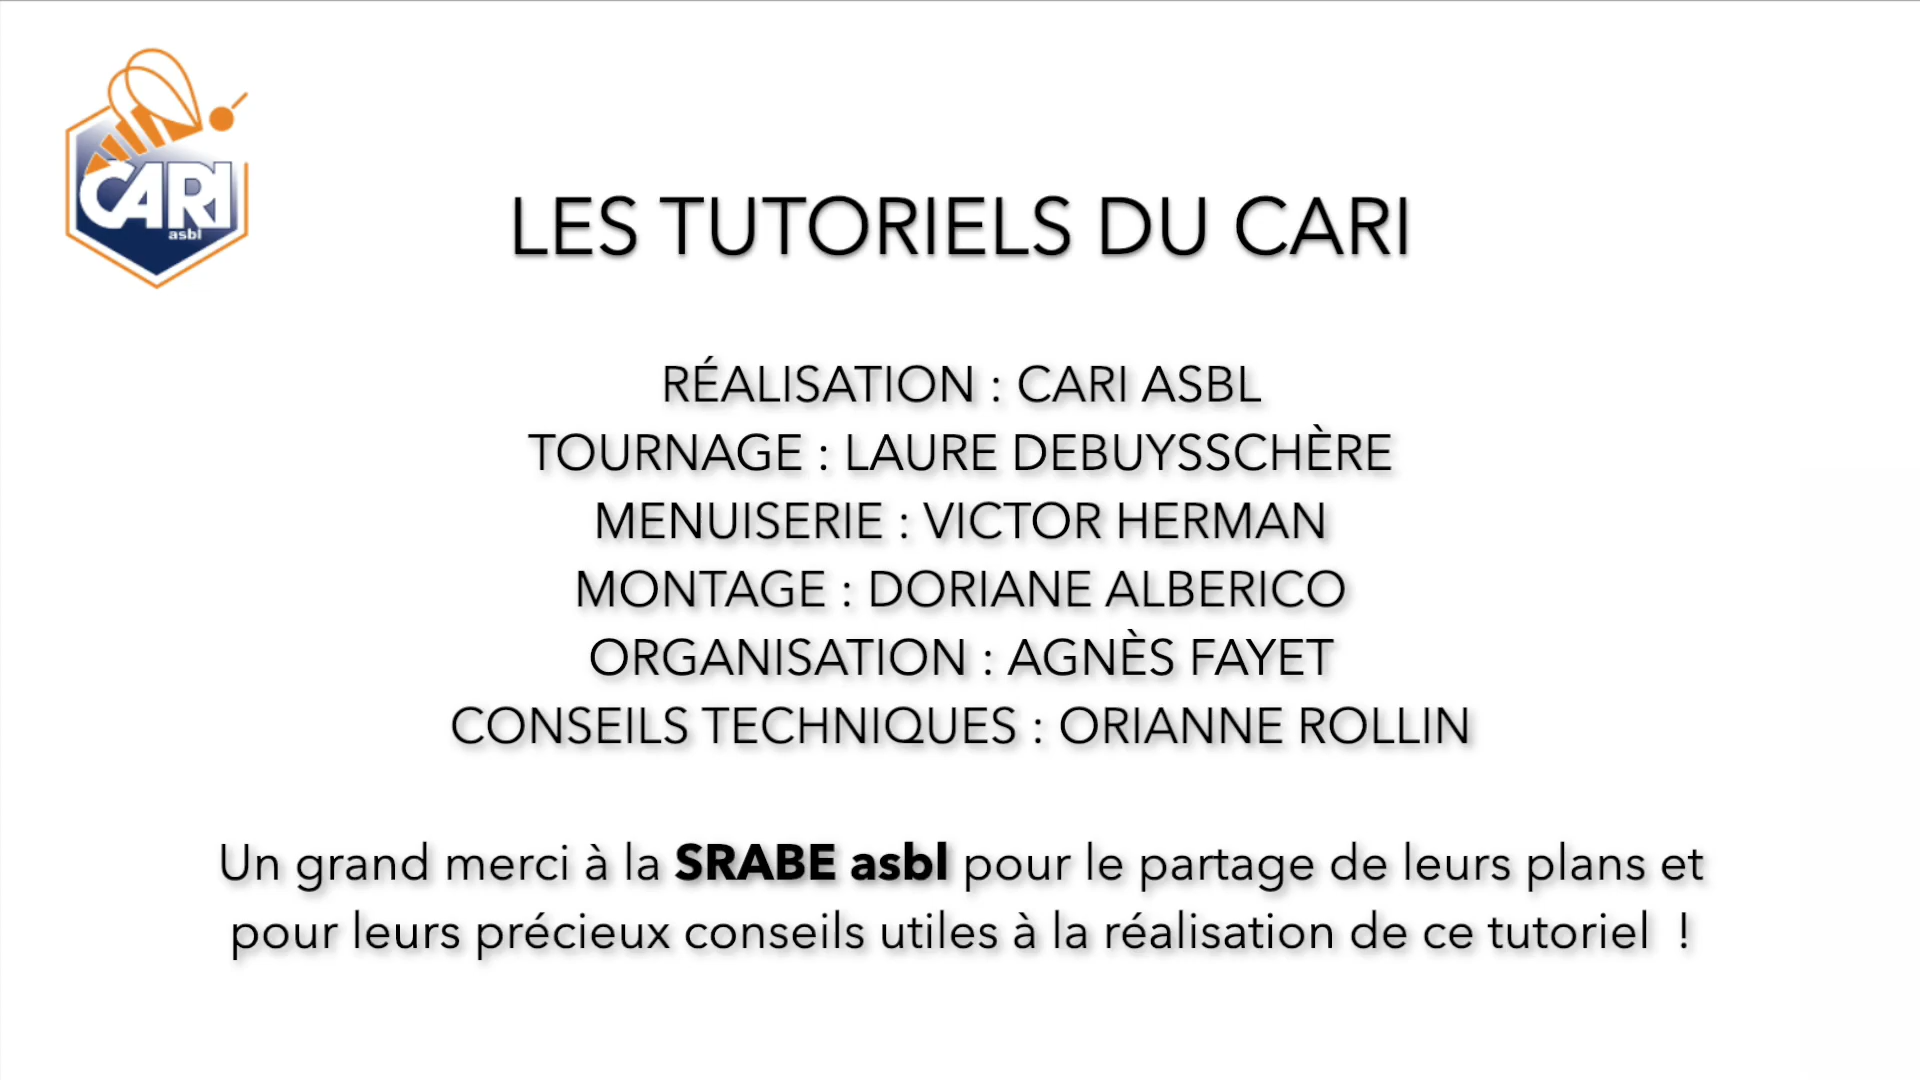 CARI
asbl
LES TUTORIELS DU CARI
RÉALISATION : CARI ASBL
TOURNAGE : LAURE DEBUYSSCHÈRE
MENUISERIE : VICTOR HERMAN
MONTAGE : DORIANE ALBERICO
ORGANISATION : AGNÈS FAYET
CONSEILS TECHNIQUES : ORIANNE ROLLIN
Un grand merci à la SRABE asbl pour le partage de leurs plans et
pour leurs précieux conseils utiles à la réalisation de ce tutoriel !